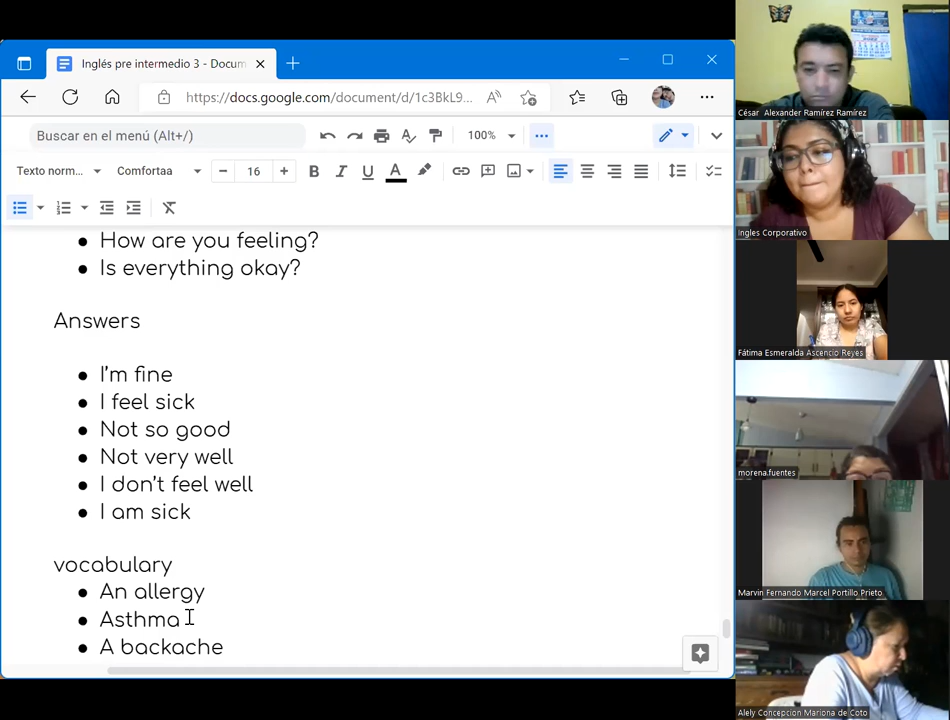 Inglés pre intermedio 3 - Docum
https://docs.google.com/document/d/1c3BkL9...
Buscar en el menú (Alt+/)
100%
Texto norm...
Comfortaa
16
How are you feeling?
Is everything okay?
Answers
I'm fine
I feel sick
Not so good
Not very well
I don't feel well
I am sick
vocabulary
An allergy
Asthma
A backache
César Alexander Ramírez Ramírez
Ingles Corporativo
Fátima Esmeralda Ascencio Reyes
morena.fuentes
Marvin Fernando Marcel Portillo Prieto
Alely Concepcion Mariona de Coto